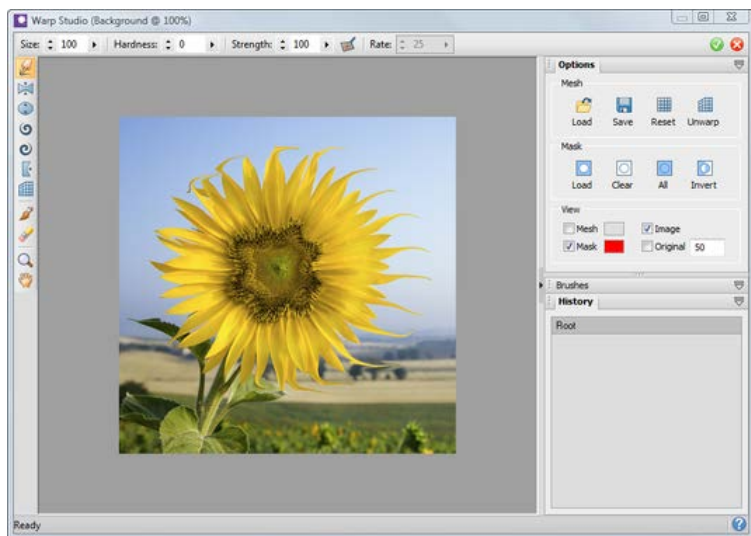 Warp Studio (Background @ 100%)
Size: 100 Hardness: 0 Strength: 100 Rate: 25
Options
Mesh
Load Save Reset Unwarp
Mask
Load Clear All Invert
View
Mesh Image
Mask Original 50
Brushes
History
Root
Ready